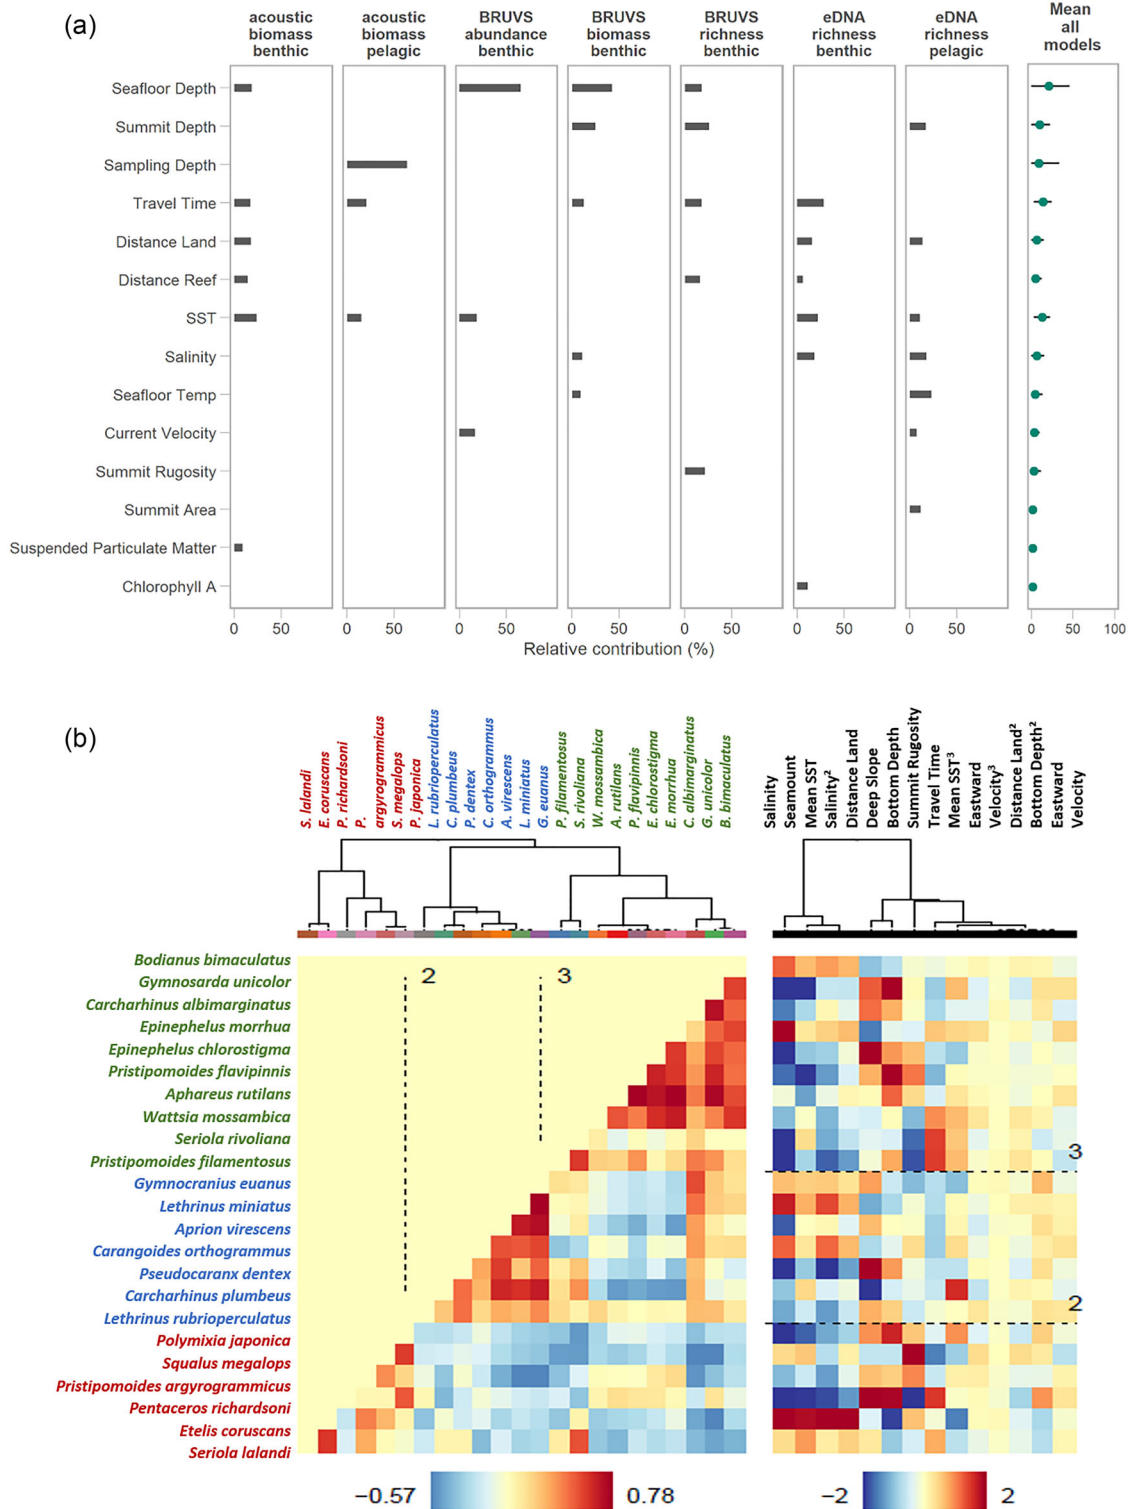 (a)
acoustic
biomass
benthic
acoustic
biomass
pelagic
BRUVS
abundance
benthic
BRUVS
biomass
benthic
BRUVS
richness
benthic
eDNA
richness
benthic
eDNA
richness
pelagic
Mean
all
models
Seafloor Depth
Summit Depth
Sampling Depth
Travel Time
Distance Land
Distance Reef
SST
Salinity
Seafloor Temp
Current Velocity
Summit Rugosity
Summit Area
Suspended Particulate Matter
Chlorophyll A
0 50 0 50 0 50 0 50 0 50 0 50 0 50 0 50 100
Relative contribution (%)
(b)
S. lalandi
E. coruscans
P. richardsoni
P.
argyrogrammicus
S. megalops
P. japonica
L. rubrioperculatus
C. plumbeus
P. dentex
C. orthogrammus
A. virescens
L. miniatus
G. euanus
P. filamentosus
S. rivoliana
W. mossambica
A. rutilans
P. flavipinnis
E. chlorostigma
E. morrhua
C. albimarginatus
G. unicolor
B. bimaculatus
Salinity
Seamount
Mean SST
Salinity²
Distance Land
Deep Slope
Bottom Depth
Summit Rugosity
Travel Time
Mean SST³
Eastward
Velocity³
Distance Land²
Bottom Depth²
Eastward
Velocity
Bodianus bimaculatus
Gymnosarda unicolor
Carcharhinus albimarginatus
Epinephelus morrhua
Epinephelus chlorostigma
Pristipomoides flavipinnis
Aphareus rutilans
Wattsia mossambica
Seriola rivoliana
Pristipomoides filamentosus
Gymnocranius euanus
Lethrinus miniatus
Aprion virescens
Carangoides orthogrammus
Pseudocaranx dentex
Carcharhinus plumbeus
Lethrinus rubrioperculatus
Polymixia japonica
Squalus megalops
Pristipomoides argyrogrammicus
Pentaceros richardsoni
Etelis coruscans
Seriola lalandi
2
3
3
2
−0.57 0.78
−2 2